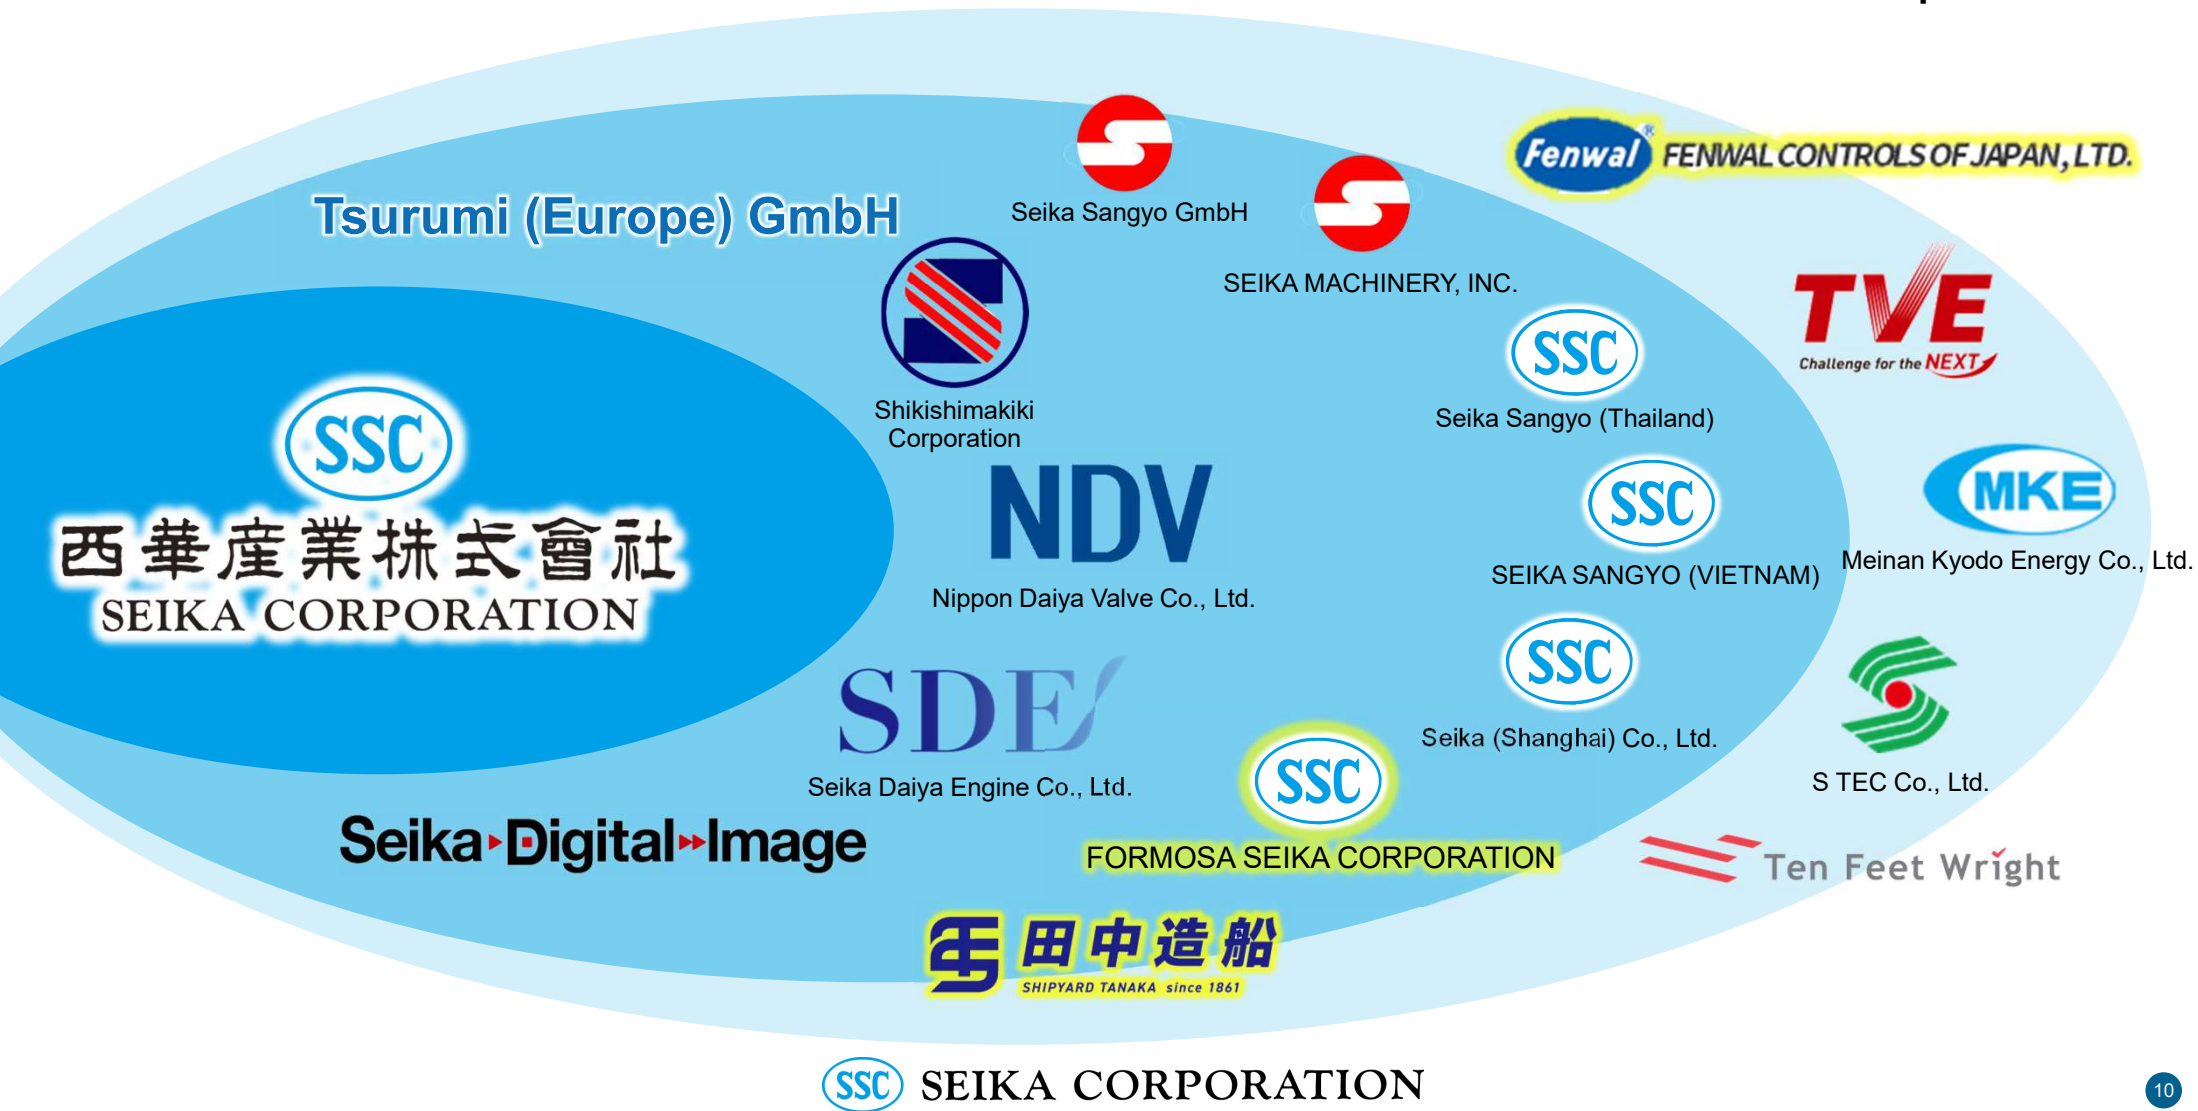 Fenwal® FENWAL CONTROLS OF JAPAN, LTD.
Seika Sangyo GmbH
Tsurumi (Europe) GmbH
SEIKA MACHINERY, INC.
TVE
Challenge for the NEXT
SSC
Seika Sangyo (Thailand)
Shikishimakiki
Corporation
SSC
西華産業株式會社
SEIKA CORPORATION
NDV
Nippon Daiya Valve Co., Ltd.
SSC
SEIKA SANGYO (VIETNAM)
MKE
Meinan Kyodo Energy Co., Ltd.
SSC
Seika (Shanghai) Co., Ltd.
SDE
Seika Daiya Engine Co., Ltd.
S TEC Co., Ltd.
SSC
FORMOSA SEIKA CORPORATION
Seika Digital Image
Ten Feet Wright
田中造船
SHIPYARD TANAKA since 1861
SSC SEIKA CORPORATION
10